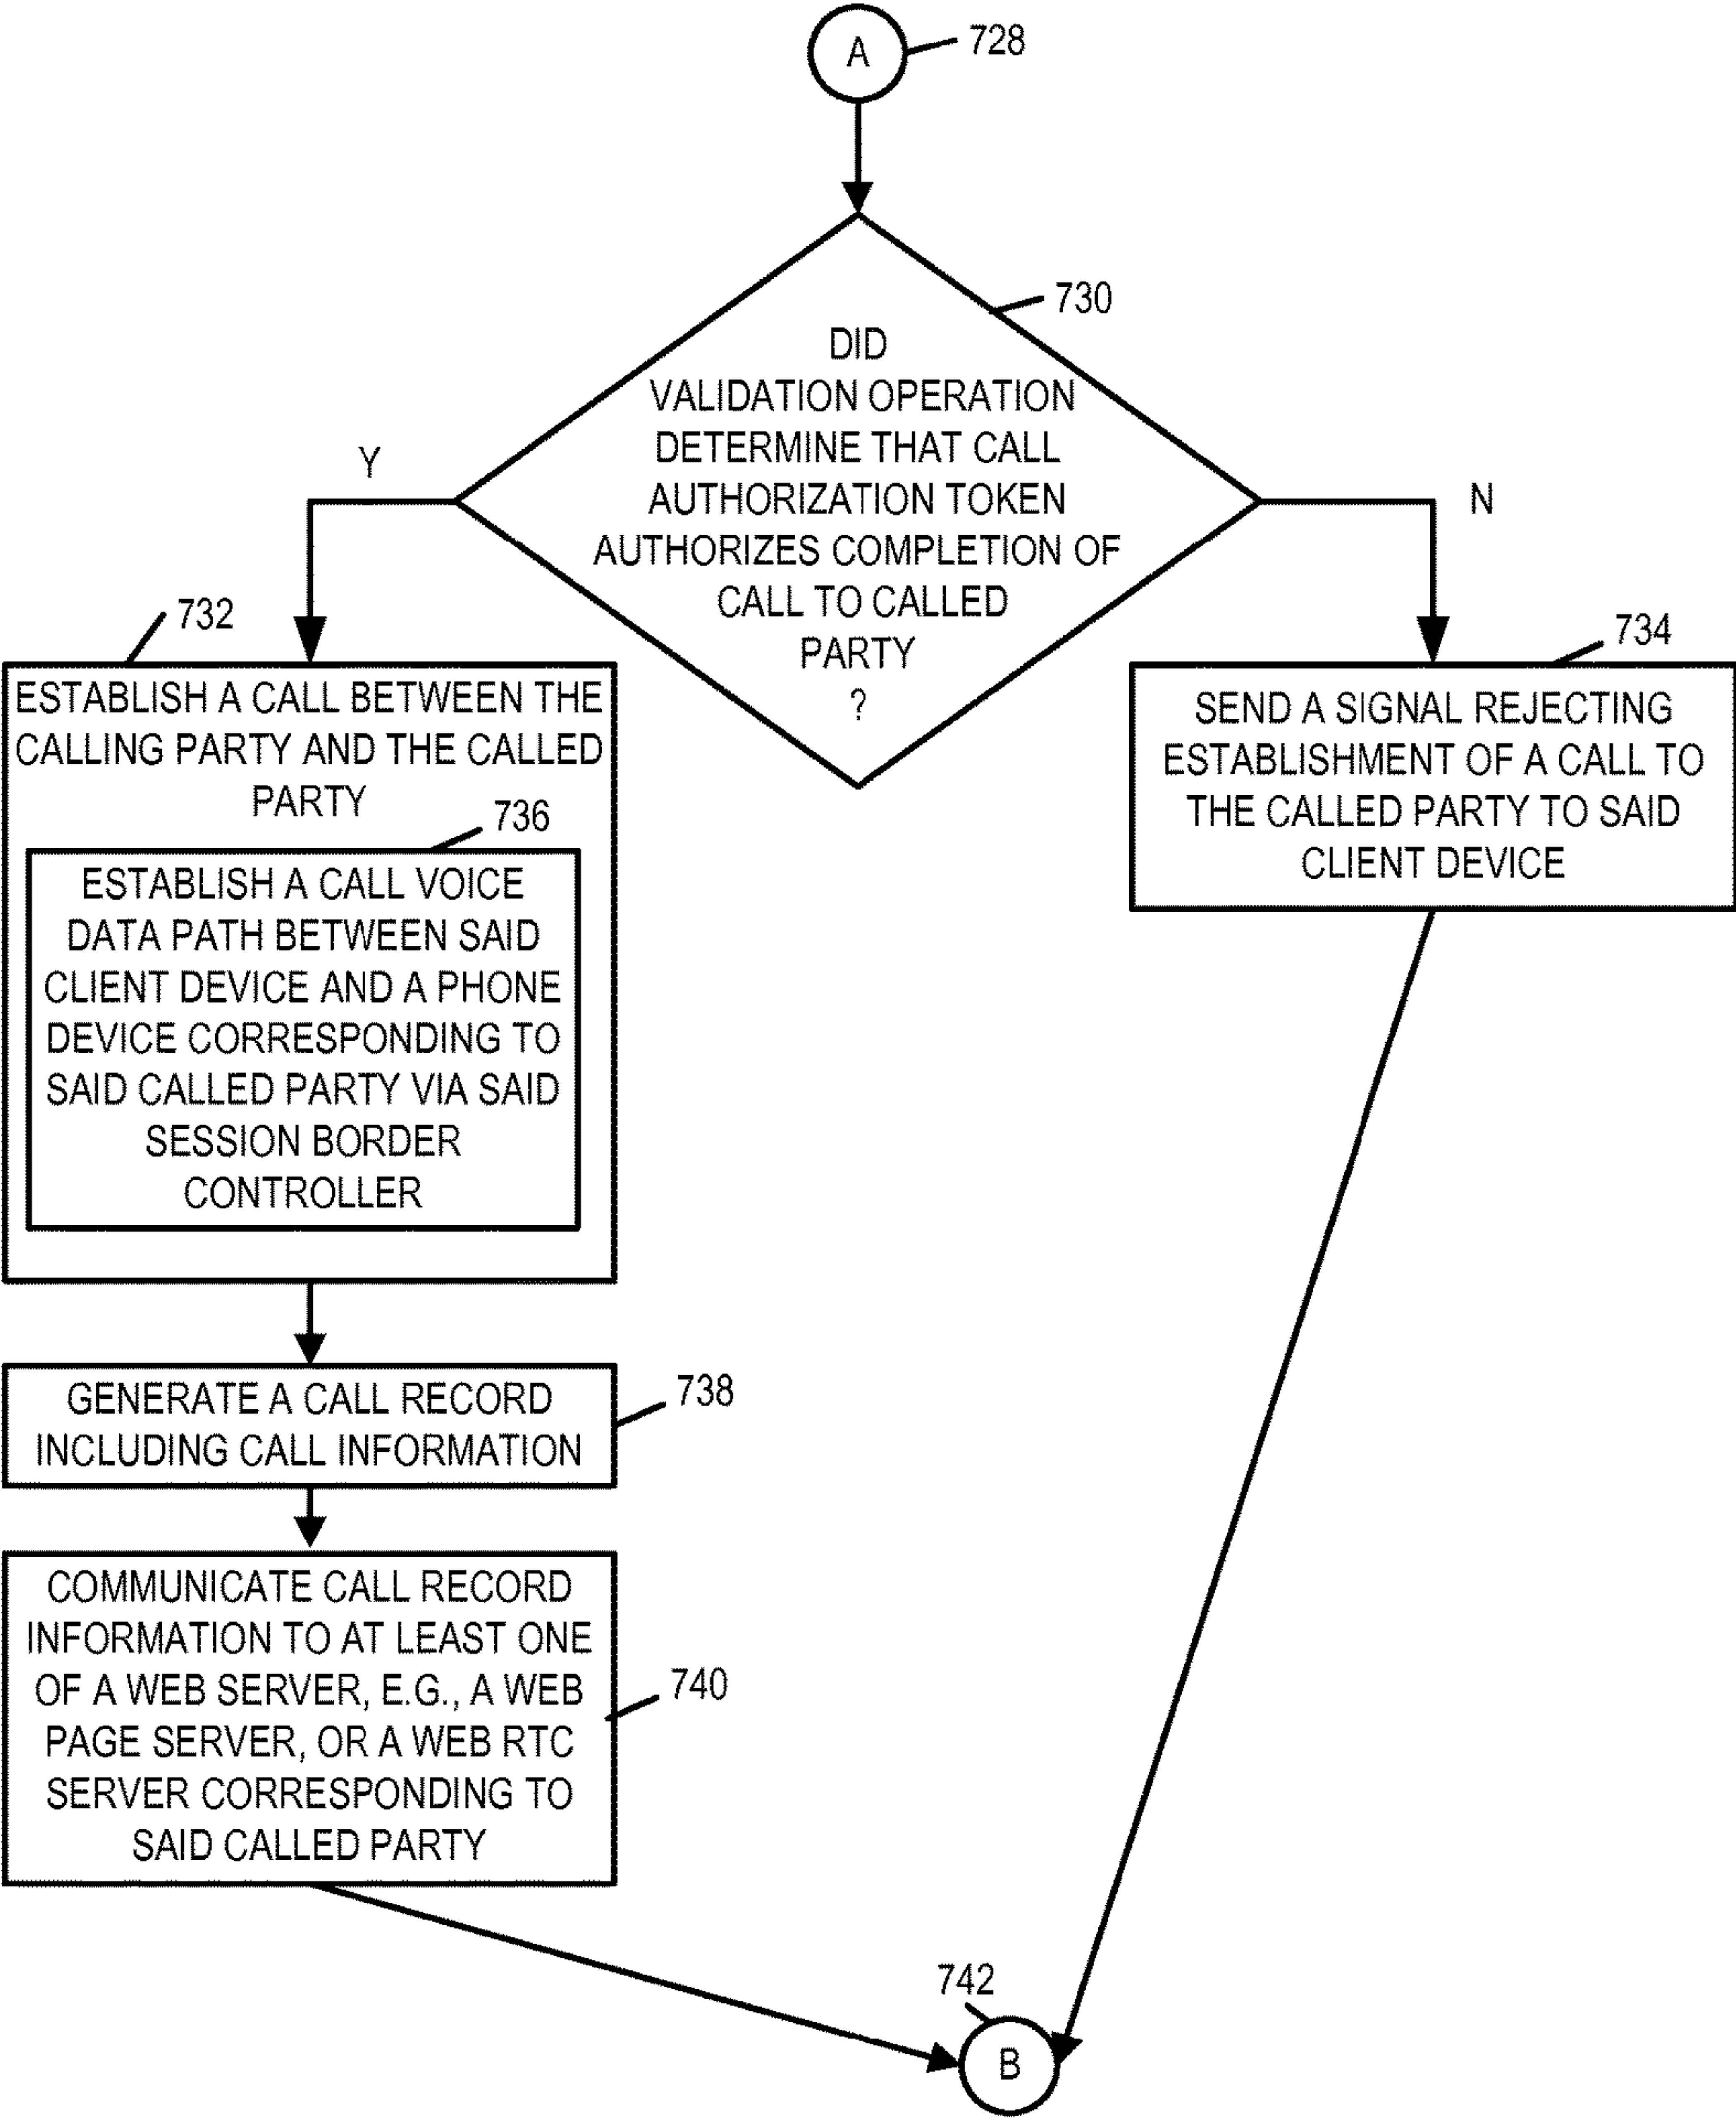 A
728
730
DID
VALIDATION OPERATION
DETERMINE THAT CALL
AUTHORIZATION TOKEN
AUTHORIZES COMPLETION OF
CALL TO CALLED
PARTY
?
Y
N
732
ESTABLISH A CALL BETWEEN THE
CALLING PARTY AND THE CALLED
PARTY
736
ESTABLISH A CALL VOICE
DATA PATH BETWEEN SAID
CLIENT DEVICE AND A PHONE
DEVICE CORRESPONDING TO
SAID CALLED PARTY VIA SAID
SESSION BORDER
CONTROLLER
734
SEND A SIGNAL REJECTING
ESTABLISHMENT OF A CALL TO
THE CALLED PARTY TO SAID
CLIENT DEVICE
GENERATE A CALL RECORD
INCLUDING CALL INFORMATION
738
COMMUNICATE CALL RECORD
INFORMATION TO AT LEAST ONE
OF A WEB SERVER, E.G., A WEB
PAGE SERVER, OR A WEB RTC
SERVER CORRESPONDING TO
SAID CALLED PARTY
740
742
B